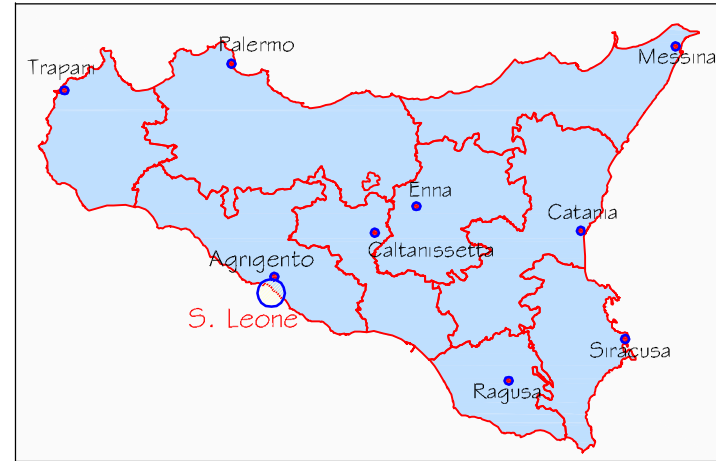 Palermo
Messina
Trapani
Enna
Catania
Caltanissetta
Agrigento
S. Leone
Siracusa
Ragusa